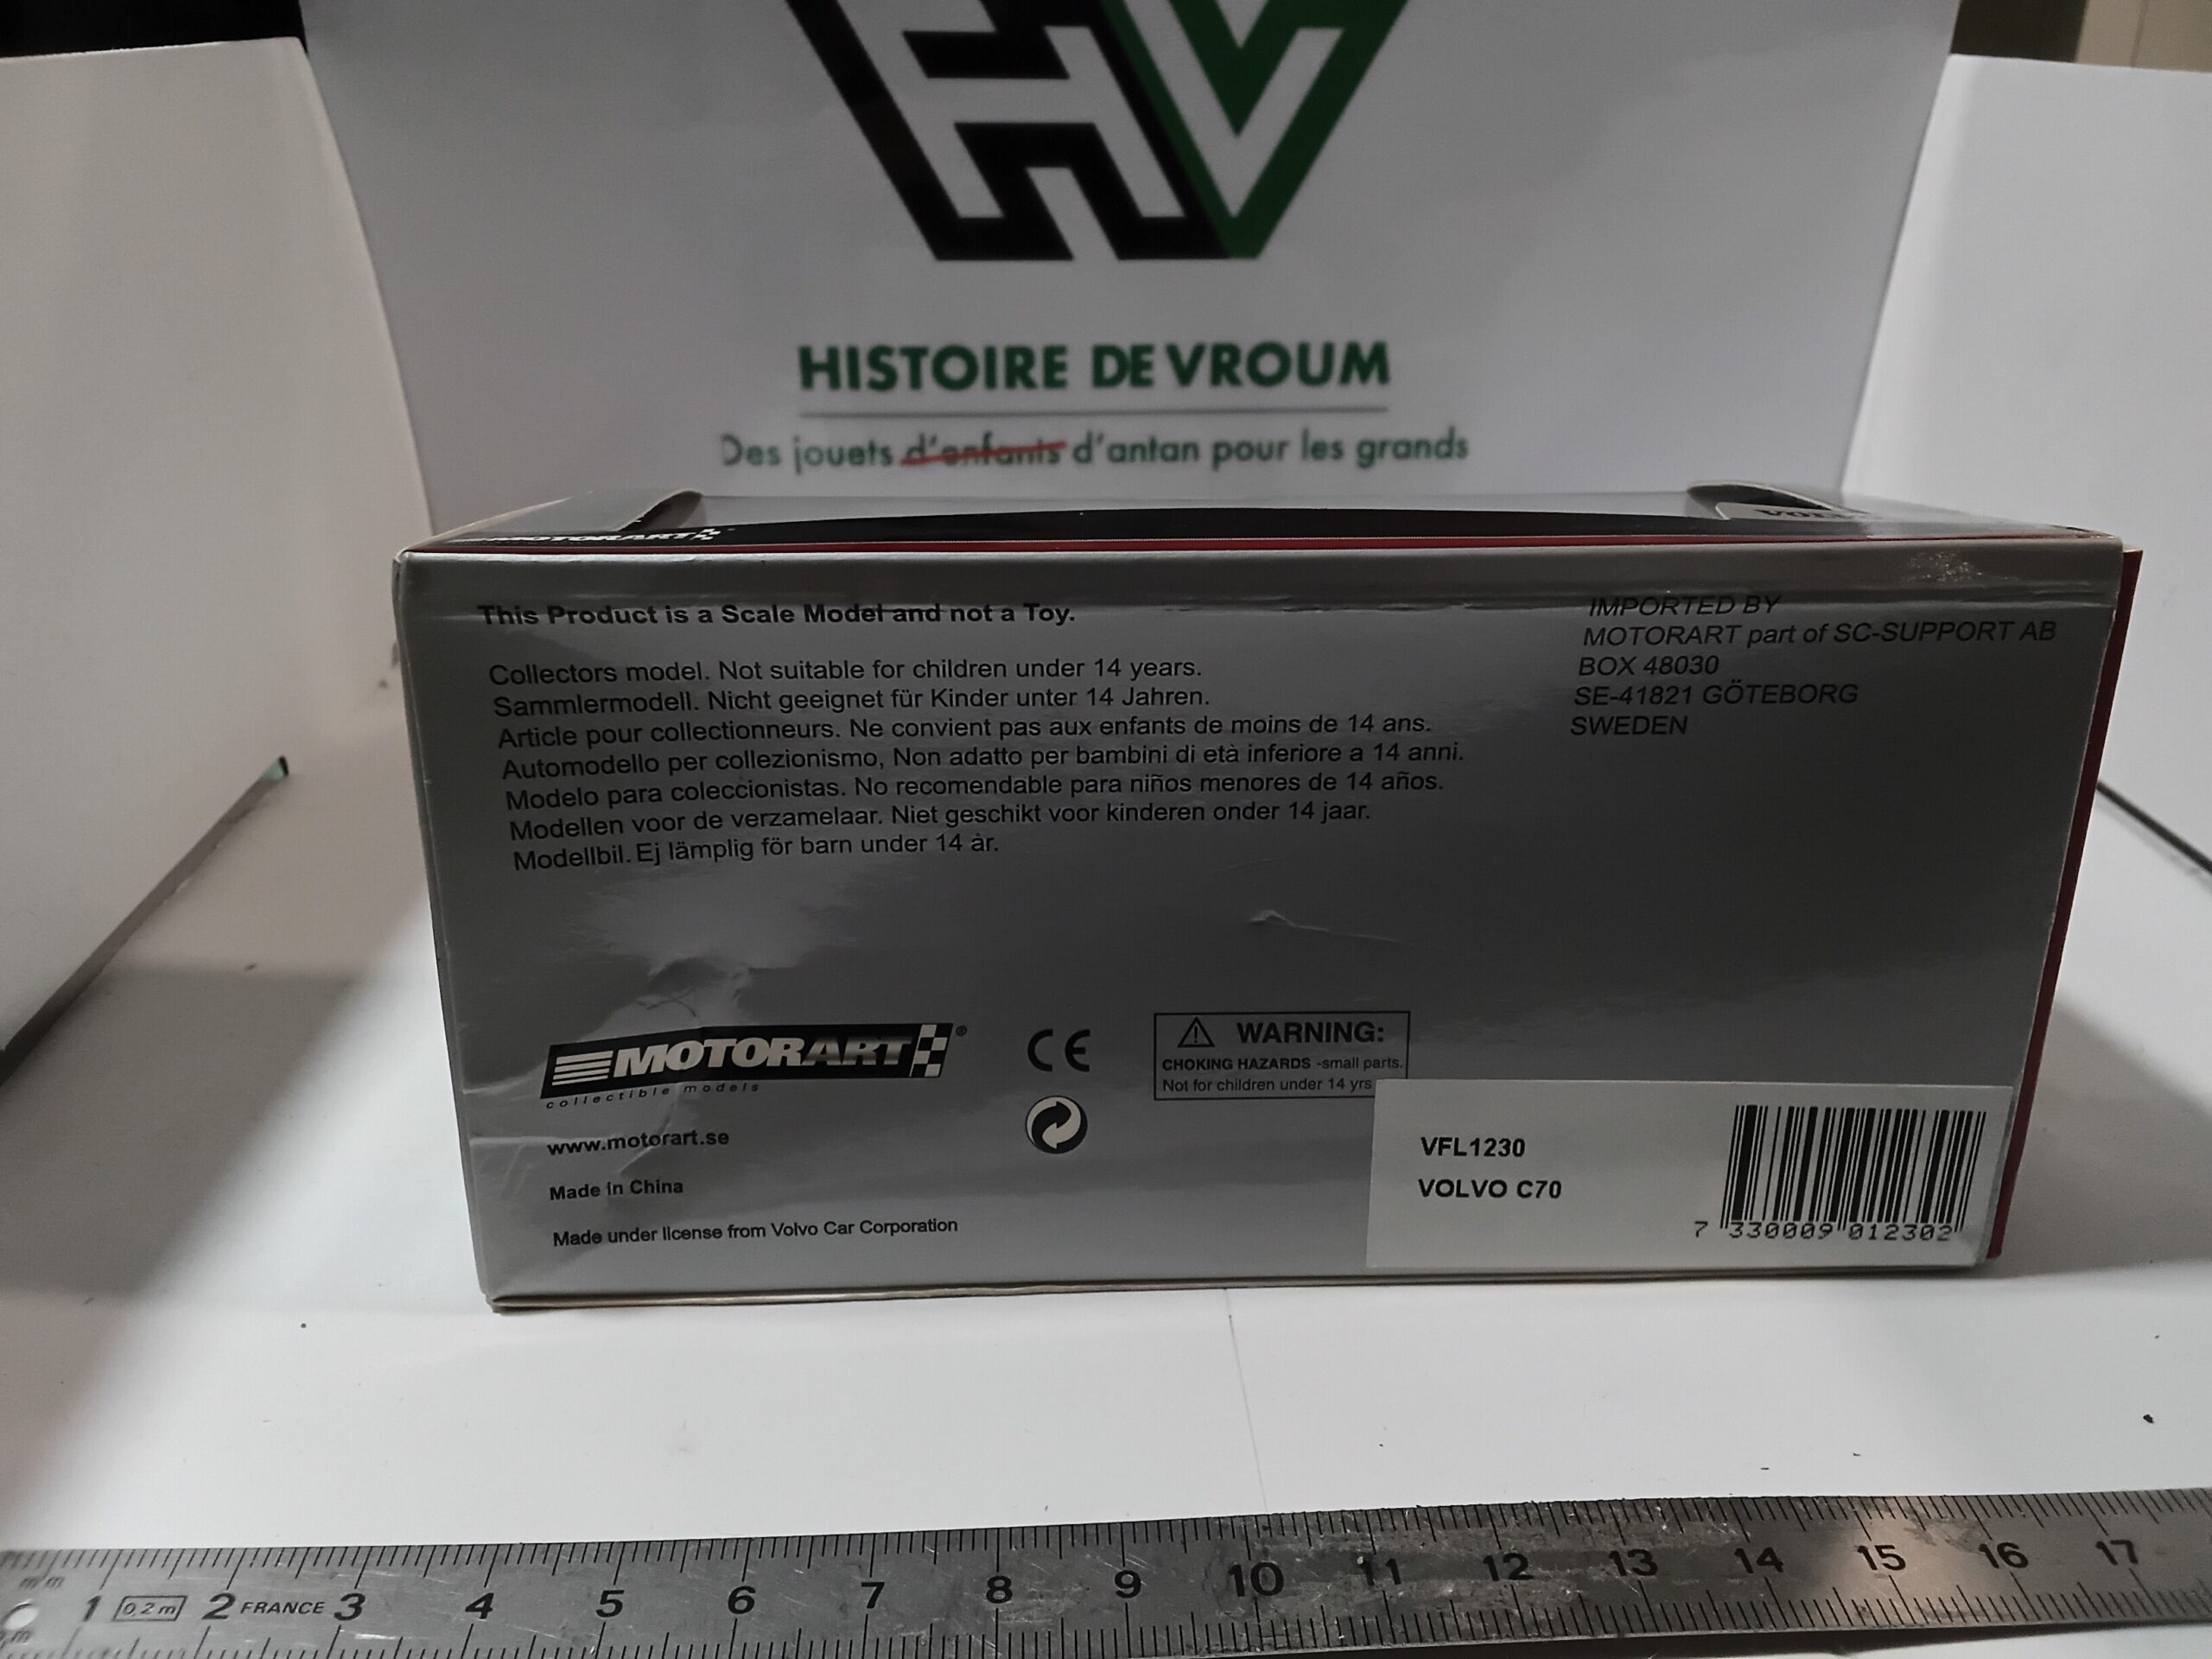 HV
HISTOIRE DE VROUM
Des jouets d'enfants d'antan pour les grands
MOTORART
This Product is a Scale Model and not a Toy.
Collectors model. Not suitable for children under 14 years.
Sammlermodell. Nicht geeignet für Kinder unter 14 Jahren.
Article pour collectionneurs. Ne convient pas aux enfants de moins de 14 ans.
Automodello per collezionismo, Non adatto per bambini di età inferiore a 14 anni.
Modelo para coleccionistas. No recomendable para niños menores de 14 años.
Modellen voor de verzamelaar. Niet geschikt voor kinderen onder 14 jaar.
Modellbil. Ej lämplig för barn under 14 år.
IMPORTED BY
MOTORART part of SC-SUPPORT AB
BOX 48030
SE-41821 GÖTEBORG
SWEDEN
MOTORART®
collectible models
www.motorart.se
Made in China
Made under license from Volvo Car Corporation
CE
WARNING:
CHOKING HAZARDS -small parts.
Not for children under 14 yrs
VFL1230
VOLVO C70
7 330009 012302
mm
1 0,2 m 2 FRANCE 3 4 5 6 7 8 9 10 11 12 13 14 15 16 17